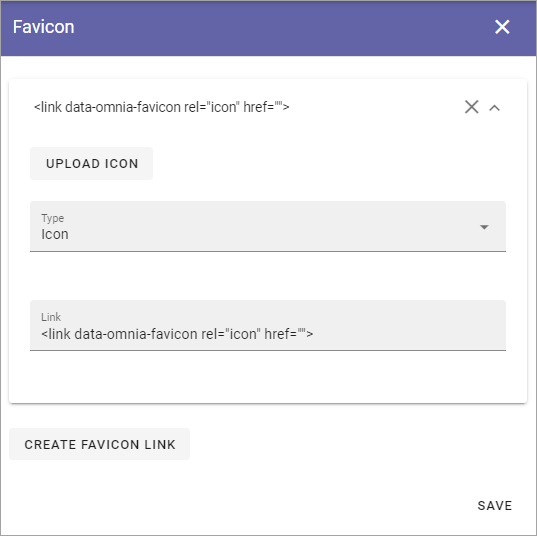 Favicon
<link data-omnia-favicon rel="icon" href="">
UPLOAD ICON
Type
Icon
Link
<link data-omnia-favicon rel="icon" href="">
CREATE FAVICON LINK
SAVE